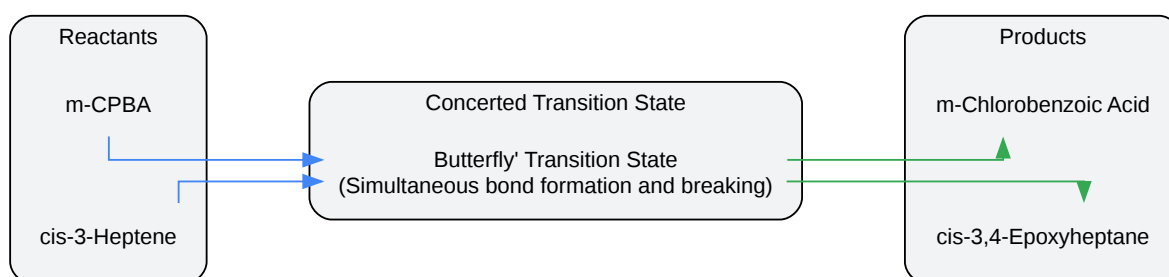 Reactants
m-CPBA
cis-3-Heptene
Concerted Transition State
Butterfly' Transition State
(Simultaneous bond formation and breaking)
Products
m-Chlorobenzoic Acid
cis-3,4-Epoxyheptane